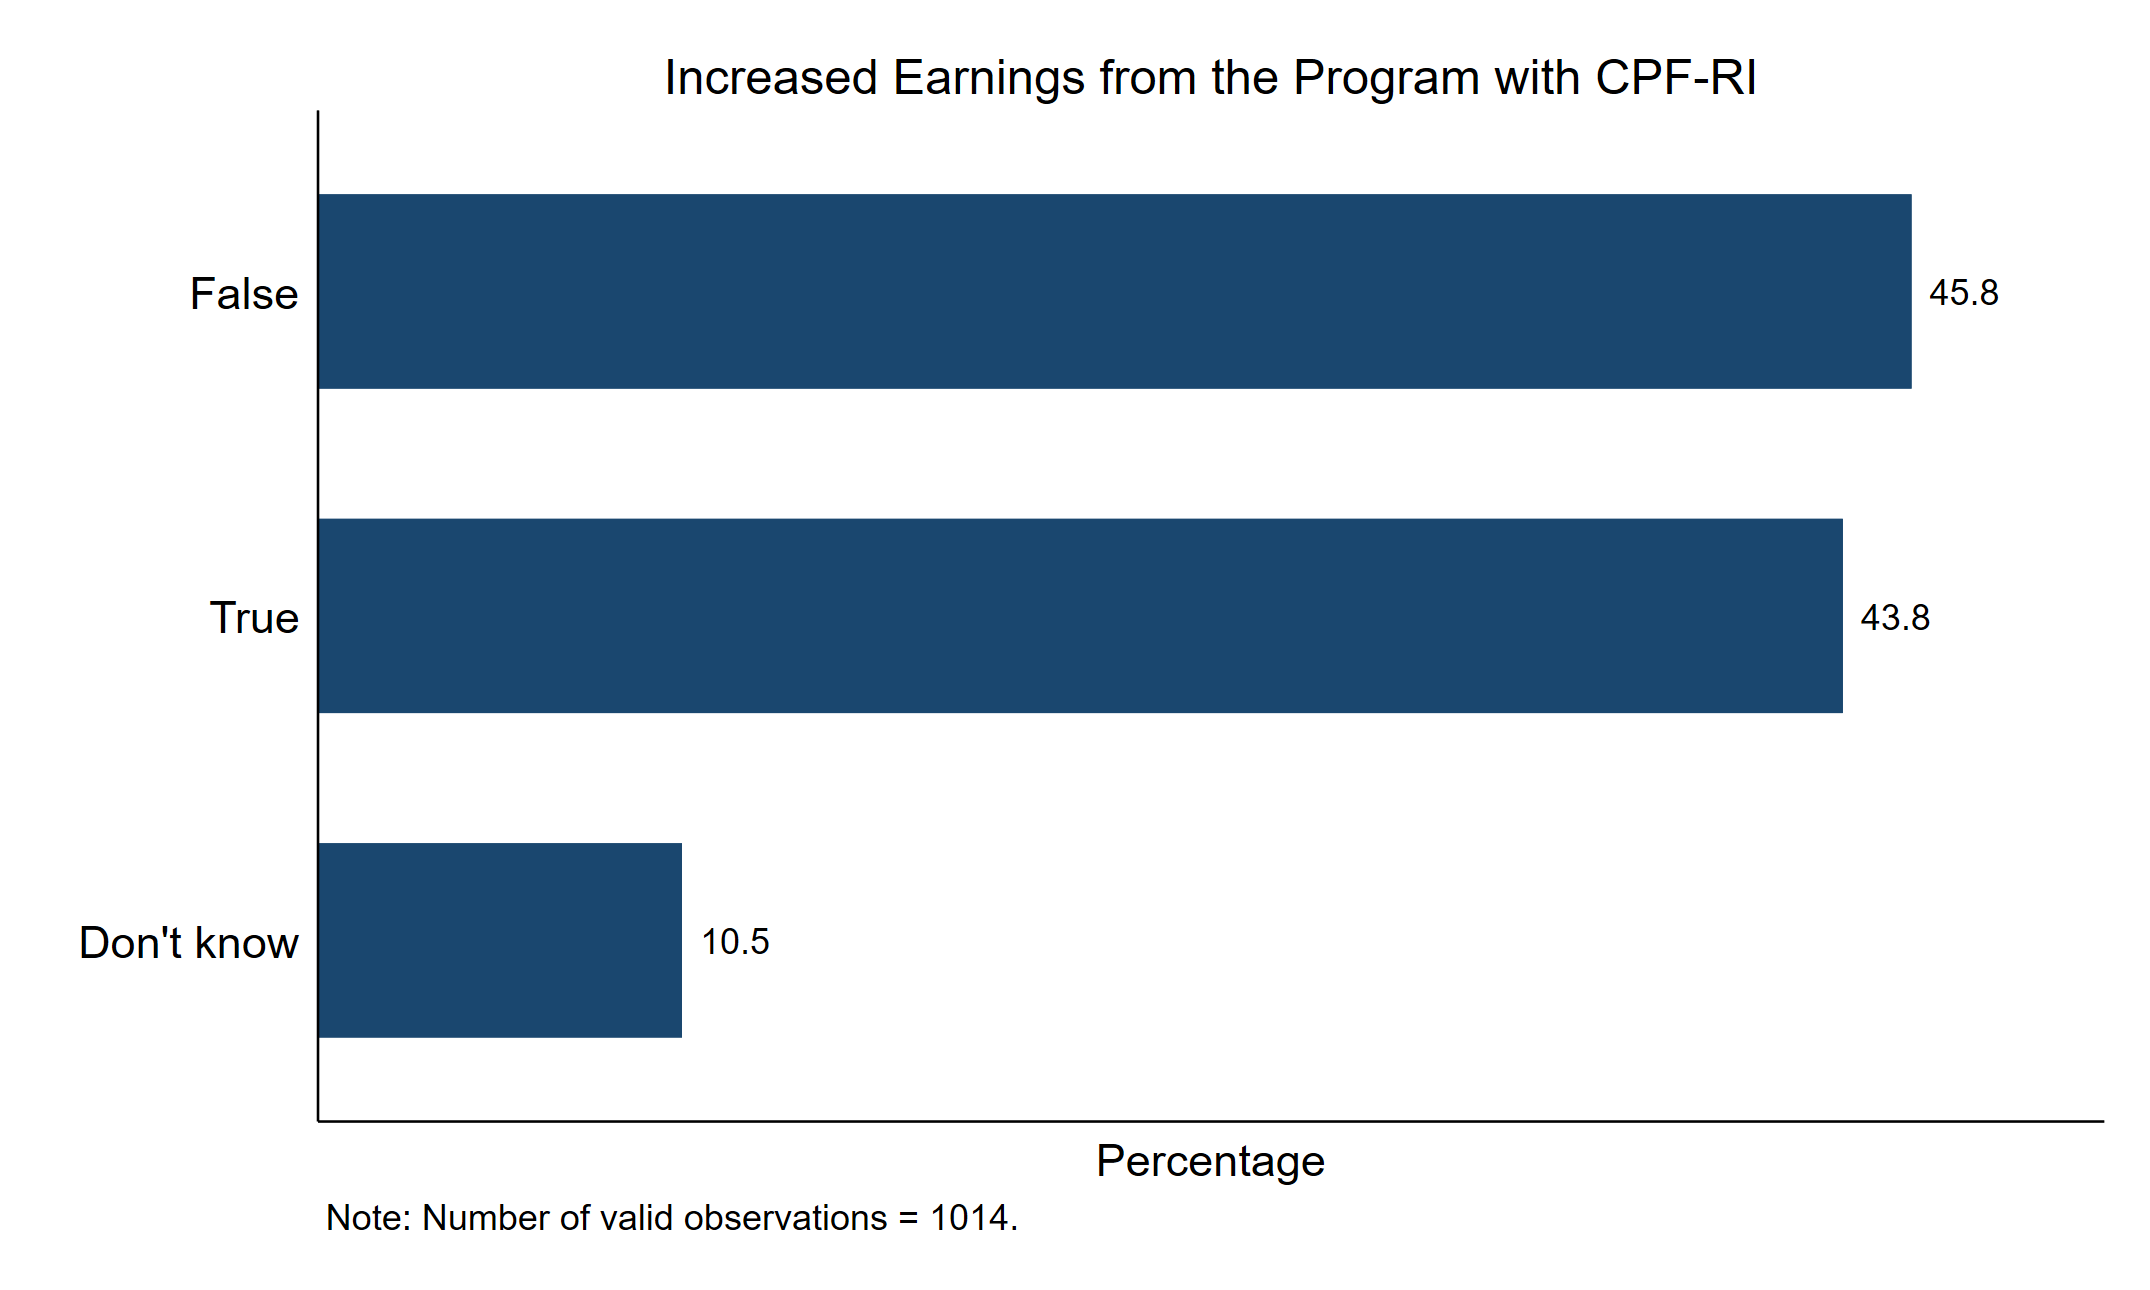 Increased Earnings from the Program with CPF-RI
False
45.8
True
43.8
Don't know
10.5
Percentage
Note: Number of valid observations = 1014.